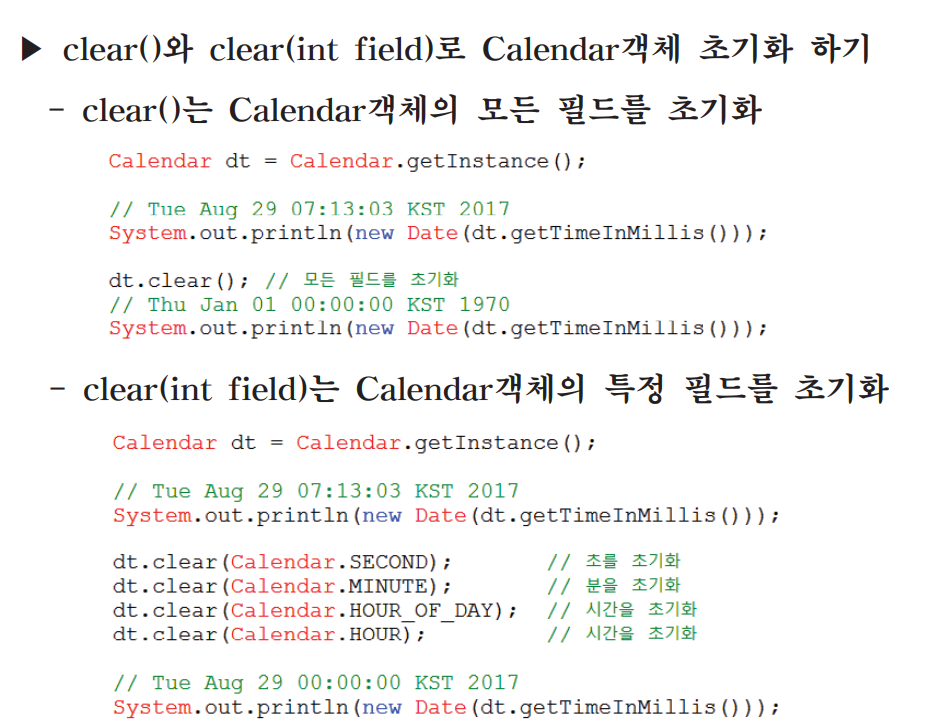 ▶ clear()와 clear(int field)로 Calendar객체 초기화 하기
- clear()는 Calendar객체의 모든 필드를 초기화
Calendar dt = Calendar.getInstance();
// Tue Aug 29 07:13:03 KST 2017
System.out.println(new Date(dt.getTimeInMillis()));
dt.clear(); // 모든 필드를 초기화
// Thu Jan 01 00:00:00 KST 1970
System.out.println(new Date(dt.getTimeInMillis()));
- clear(int field)는 Calendar객체의 특정 필드를 초기화
Calendar dt = Calendar.getInstance();
// Tue Aug 29 07:13:03 KST 2017
System.out.println(new Date(dt.getTimeInMillis()));
dt.clear(Calendar.SECOND); // 초를 초기화
dt.clear(Calendar.MINUTE); // 분을 초기화
dt.clear(Calendar.HOUR_OF_DAY); // 시간을 초기화
dt.clear(Calendar.HOUR); // 시간을 초기화
// Tue Aug 29 00:00:00 KST 2017
System.out.println(new Date(dt.getTimeInMillis()));